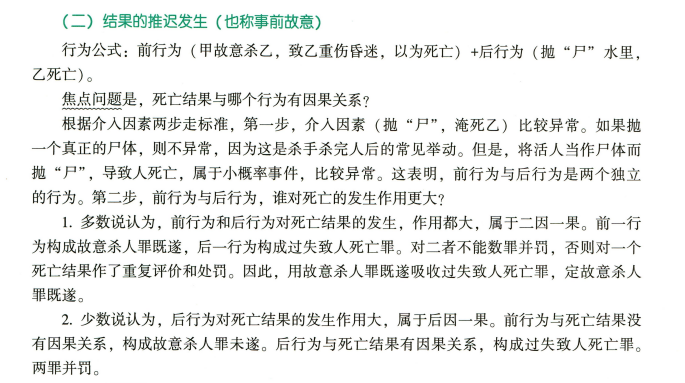 （二）结果的推迟发生（也称事前故意）
行为公式：前行为（甲故意杀乙，致乙重伤昏迷，以为死亡）+后行为（抛“尸”水里，
乙死亡）。
焦点问题是，死亡结果与哪个行为有因果关系？
根据介入因素两步走标准，第一步，介入因素（抛“尸”，淹死乙）比较异常。如果抛
一个真正的尸体，则不异常，因为这是杀手杀完人后的常见举动。但是，将活人当作尸体而
抛“尸”，导致人死亡，属于小概率事件，比较异常。这表明，前行为与后行为是两个独立
的行为。第二步，前行为与后行为，谁对死亡的发生作用更大？
1. 多数说认为，前行为和后行为对死亡结果的发生，作用都大，属于二因一果。前一行
为构成故意杀人罪既遂，后一行为构成过失致人死亡罪。对二者不能数罪并罚，否则对一个
死亡结果作了重复评价和处罚。因此，用故意杀人罪既遂吸收过失致人死亡罪，定故意杀人
罪既遂。
2. 少数说认为，后行为对死亡结果的发生作用大，属于后因一果。前行为与死亡结果没
有因果关系，构成故意杀人罪未遂。后行为与死亡结果有因果关系，构成过失致人死亡罪。
两罪并罚。